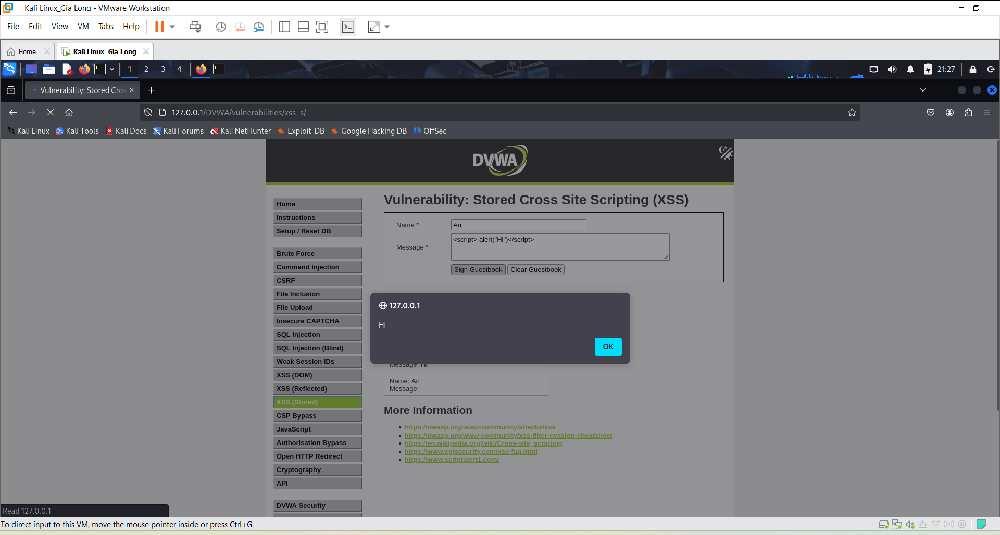 Kali Linux_Gia Long - VMware Workstation
File Edit View VM Tabs Help
Home
Kali Linux_Gia Long
1 2 3 4
21:27
Vulnerability: Stored Cros
127.0.0.1/DVWA/vulnerabilities/xss_s/
Kali Linux Kali Tools Kali Docs Kali Forums Kali NetHunter Exploit-DB Google Hacking DB OffSec
DVWA
Home
Instructions
Setup / Reset DB
Brute Force
Command Injection
CSRF
File Inclusion
File Upload
Insecure CAPTCHA
SQL Injection
SQL Injection (Blind)
Weak Session IDs
XSS (DOM)
XSS (Reflected)
XSS (Stored)
CSP Bypass
JavaScript
Authorisation Bypass
Open HTTP Redirect
Cryptography
API
DVWA Security
Vulnerability: Stored Cross Site Scripting (XSS)
Name * An
Message * <script> alert("Hi")</script>
Sign Guestbook Clear Guestbook
127.0.0.1
Hi
OK
Message: Hi
Name: An
Message:
More Information
https://owasp.org/www-community/attacks/xss
https://owasp.org/www-community/xss-filter-evasion-cheatsheet
https://en.wikipedia.org/wiki/Cross-site_scripting
https://www.cgisecurity.com/xss-faq.html
https://www.scriptalert1.com/
Read 127.0.0.1
To direct input to this VM, move the mouse pointer inside or press Ctrl+G.